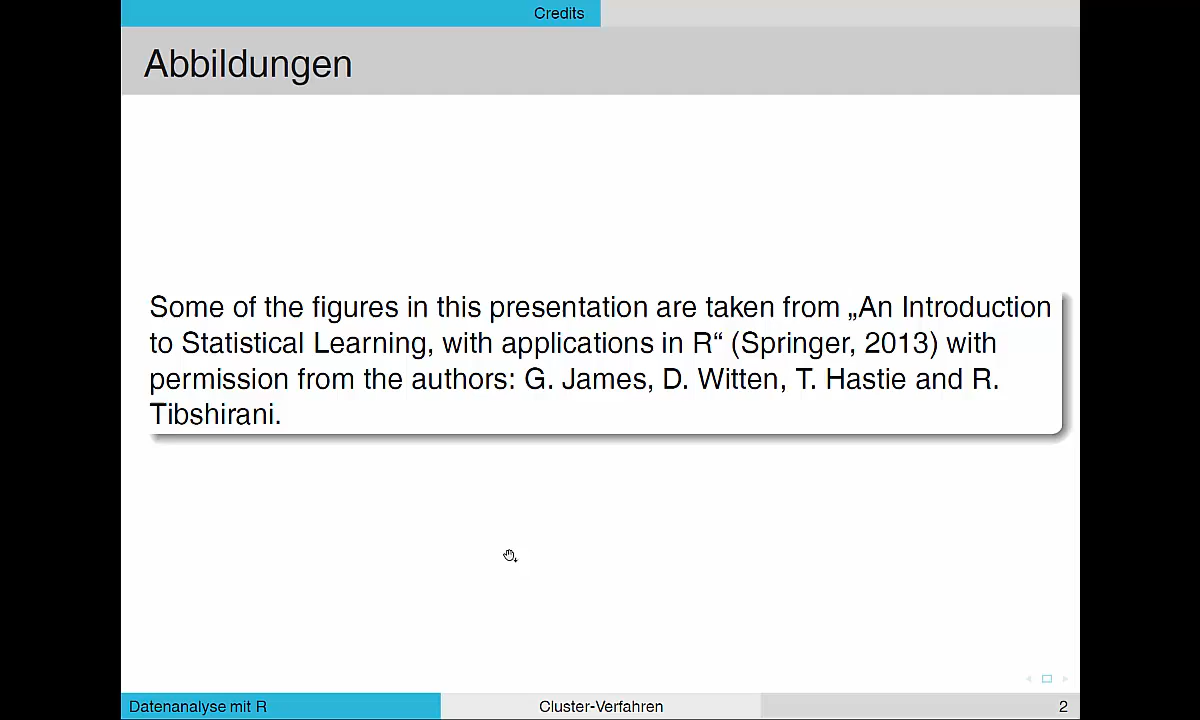 Credits
Abbildungen
Some of the figures in this presentation are taken from „An Introduction
to Statistical Learning, with applications in R“ (Springer, 2013) with
permission from the authors: G. James, D. Witten, T. Hastie and R.
Tibshirani.
Datenanalyse mit R
Cluster-Verfahren
2